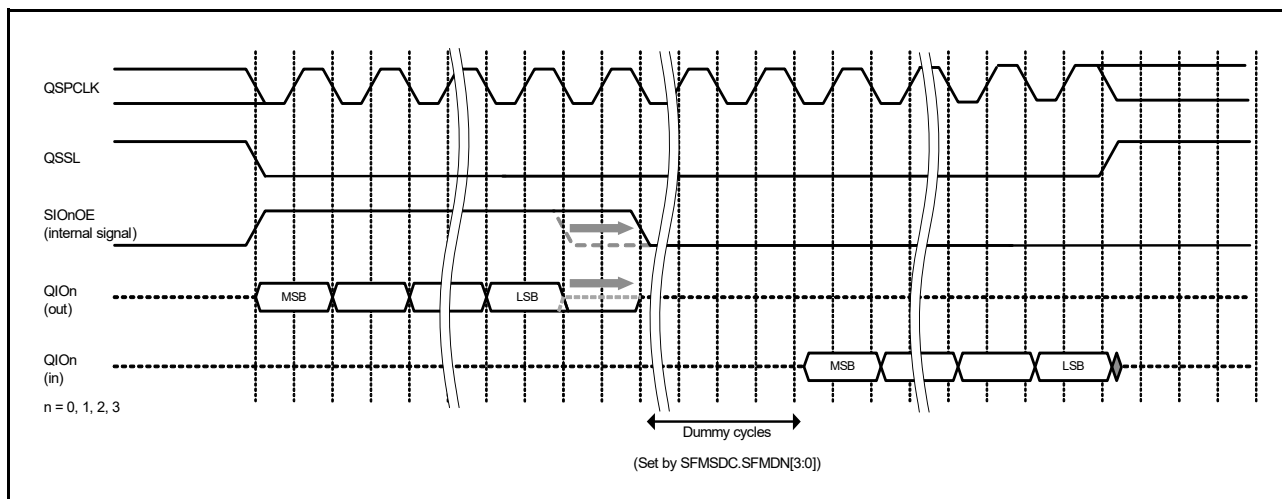 QSPCLK
QSSL
SIOnOE
(internal signal)
QIOn
(out)
MSB
LSB
QIOn
(in)
MSB
LSB
n = 0, 1, 2, 3
Dummy cycles
(Set by SFMSDC.SFMDN[3:0])